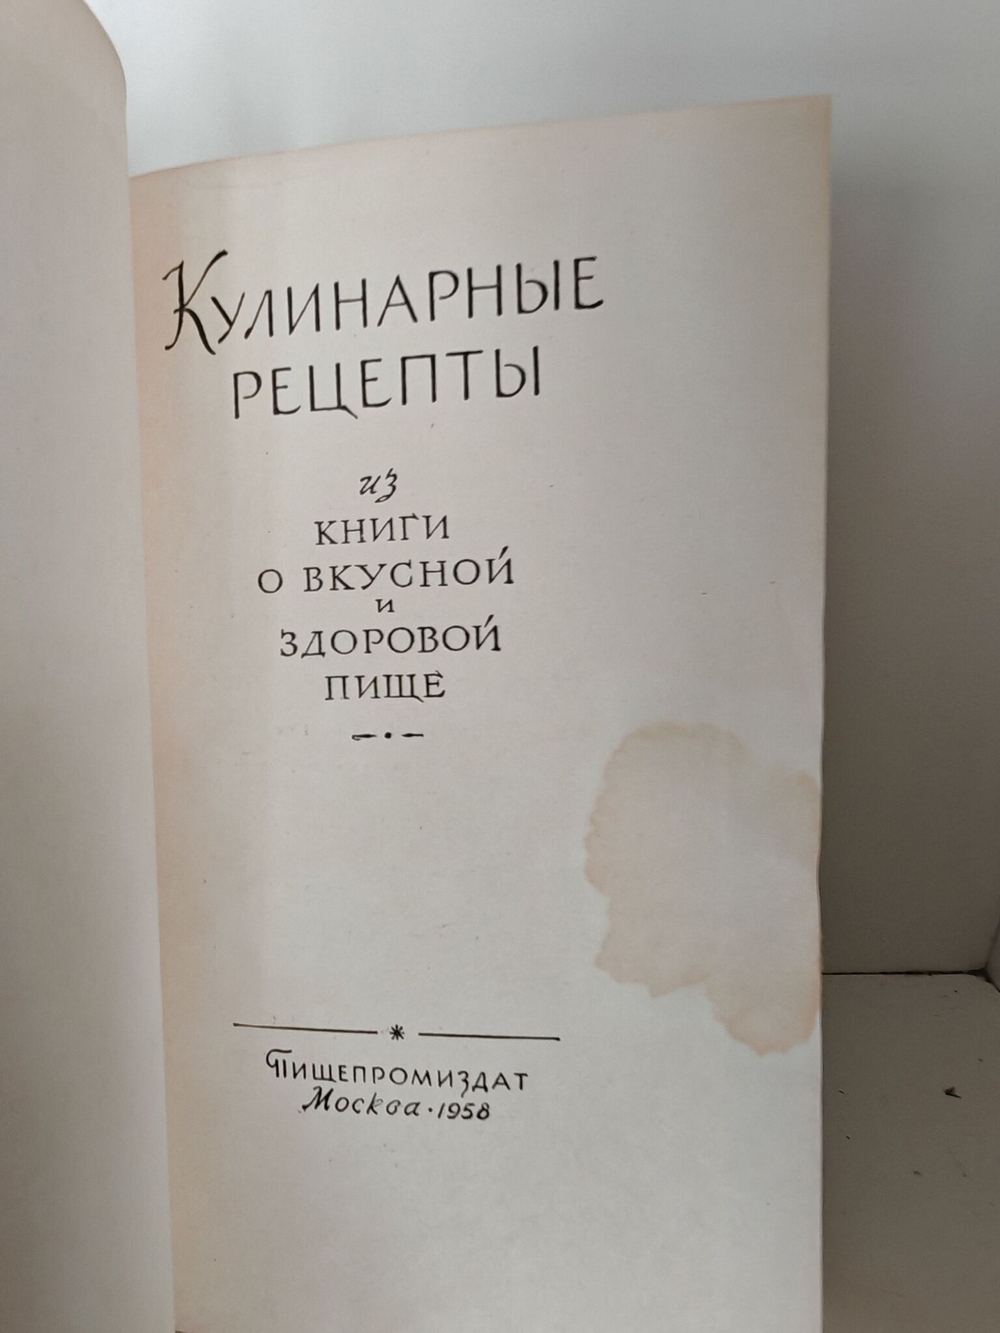 Кулинарные
рецепты
из
книги
о вкусной
и
здоровой
пище
Пищепромиздат
Москва · 1958